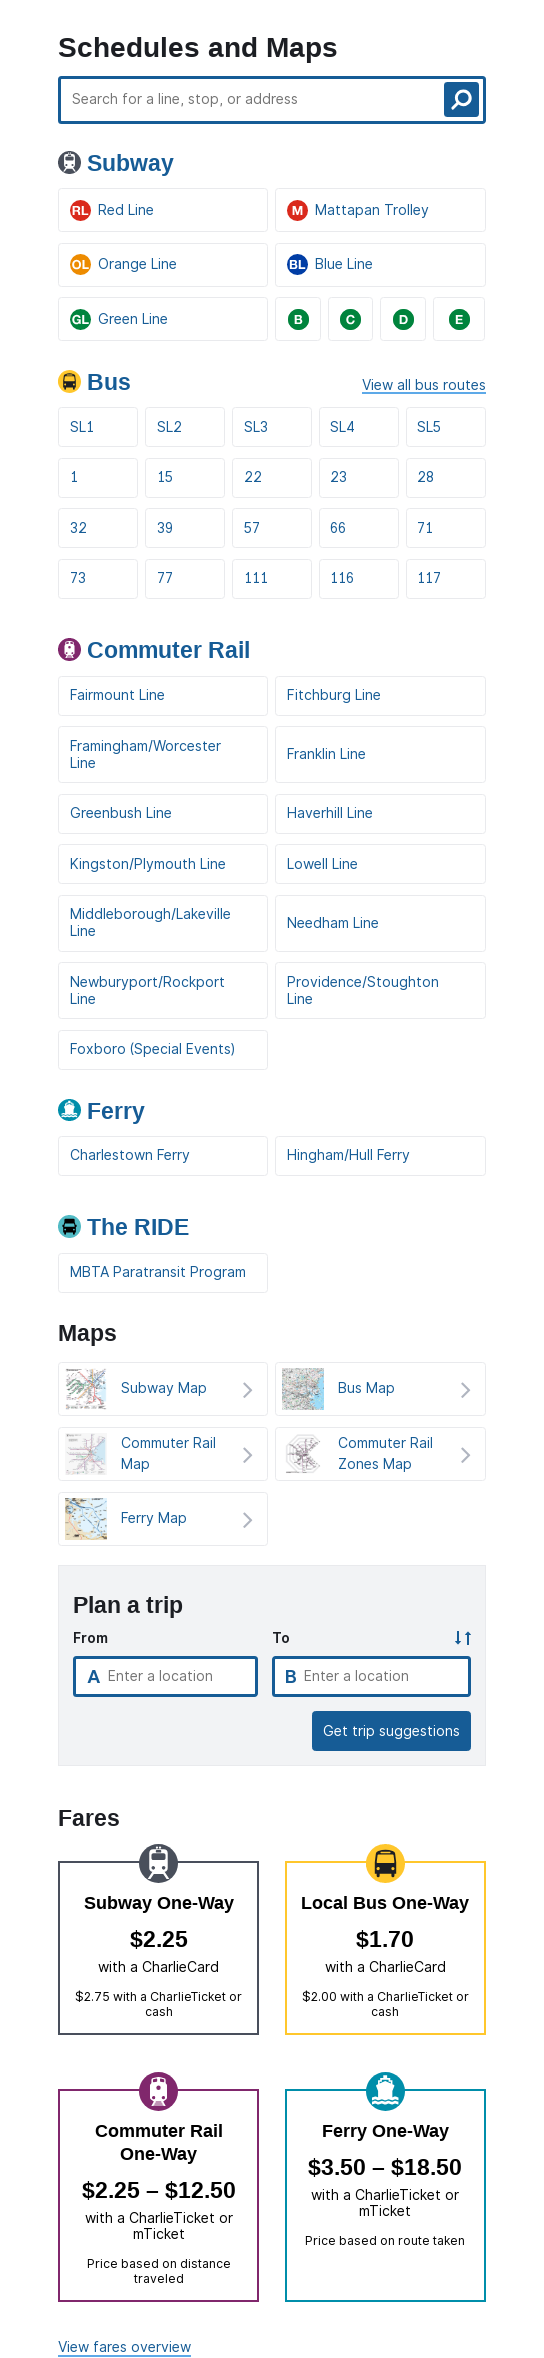 Schedules and Maps
Search for a line, stop, or address
Subway
RL Red Line
M Mattapan Trolley
OL Orange Line
BL Blue Line
GL Green Line
B
C
D
E
Bus
View all bus routes
SL1
SL2
SL3
SL4
SL5
1
15
22
23
28
32
39
57
66
71
73
77
111
116
117
Commuter Rail
Fairmount Line
Fitchburg Line
Framingham/Worcester
Line
Franklin Line
Greenbush Line
Haverhill Line
Kingston/Plymouth Line
Lowell Line
Middleborough/Lakeville
Line
Needham Line
Newburyport/Rockport
Line
Providence/Stoughton
Line
Foxboro (Special Events)
Ferry
Charlestown Ferry
Hingham/Hull Ferry
The RIDE
MBTA Paratransit Program
Maps
Subway Map
Bus Map
Commuter Rail
Map
Commuter Rail
Zones Map
Ferry Map
Plan a trip
From
To
A Enter a location
B Enter a location
Get trip suggestions
Fares
Subway One-Way
$2.25
with a CharlieCard
$2.75 with a CharlieTicket or
cash
Local Bus One-Way
$1.70
with a CharlieCard
$2.00 with a CharlieTicket or
cash
Commuter Rail
One-Way
$2.25 – $12.50
with a CharlieTicket or
mTicket
Price based on distance
traveled
Ferry One-Way
$3.50 – $18.50
with a CharlieTicket or
mTicket
Price based on route taken
View fares overview